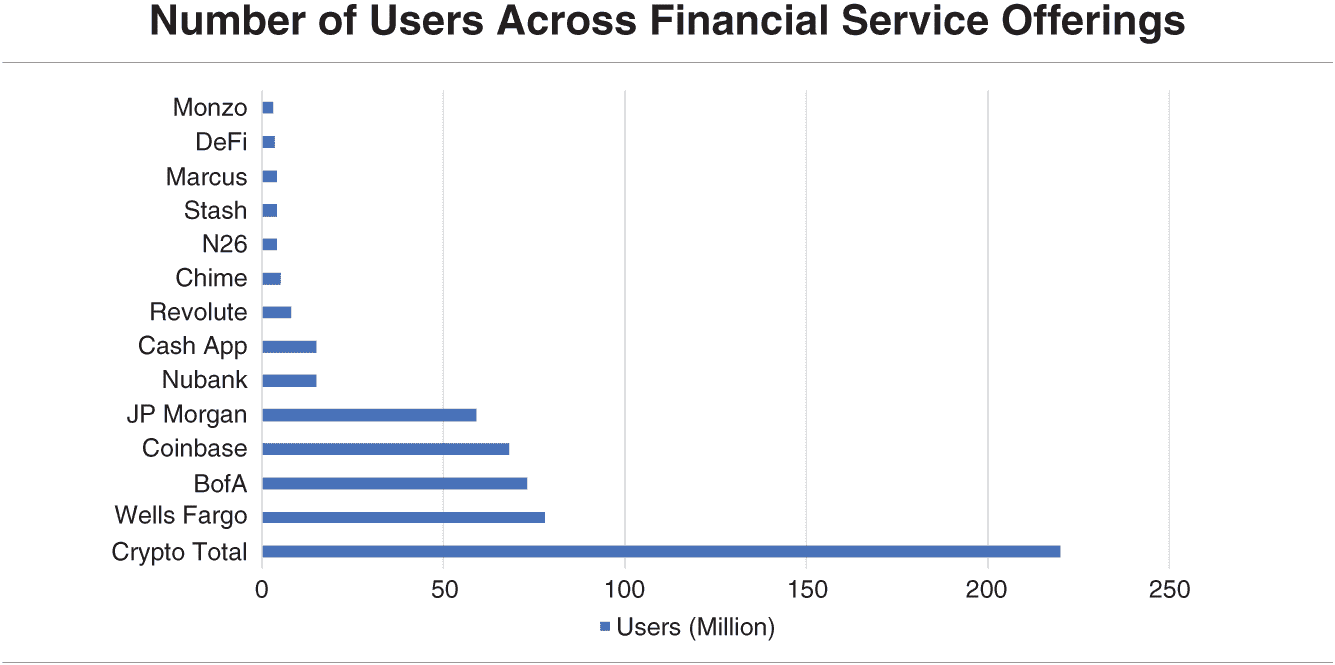 Number of Users Across Financial Service Offerings
Monzo
DeFi
Marcus
Stash
N26
Chime
Revolute
Cash App
Nubank
JP Morgan
Coinbase
BofA
Wells Fargo
Crypto Total
0 50 100 150 200 250
Users (Million)